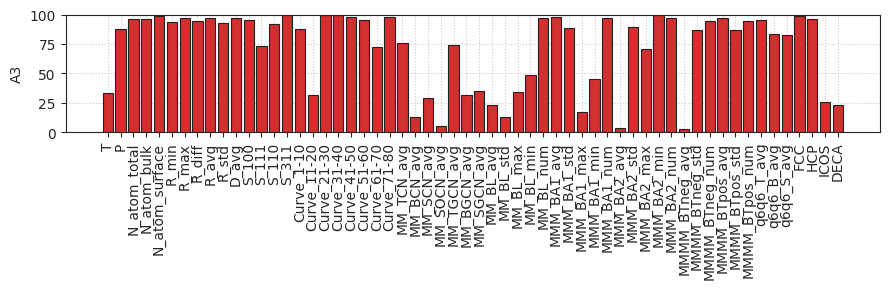 A3
100
75
50
25
0
T
P
N_atom_total
N_atom_bulk
N_atom_surface
R_min
R_max
R_diff
R_avg
R_std
D_avg
S_100
S_111
S_110
S_311
Curve_1-10
Curve_11-20
Curve_21-30
Curve_31-40
Curve_41-50
Curve_51-60
Curve_61-70
Curve_71-80
MM_TCN_avg
MM_BCN_avg
MM_SCN_avg
MM_SOCN_avg
MM_TGCN_avg
MM_BGCN_avg
MM_SGCN_avg
MM_BL_avg
MM_BL_std
MM_BL_max
MM_BL_min
MM_BL_num
MMM_BA1_avg
MMM_BA1_std
MMM_BA1_max
MMM_BA1_min
MMM_BA1_num
MMM_BA2_avg
MMM_BA2_std
MMM_BA2_max
MMM_BA2_min
MMM_BA2_num
MMMM_BTneg_avg
MMMM_BTneg_std
MMMM_BTneg_num
MMMM_BTpos_avg
MMMM_BTpos_std
MMMM_BTpos_num
q6q6_T_avg
q6q6_B_avg
q6q6_S_avg
FCC
HCP
ICOS
DECA